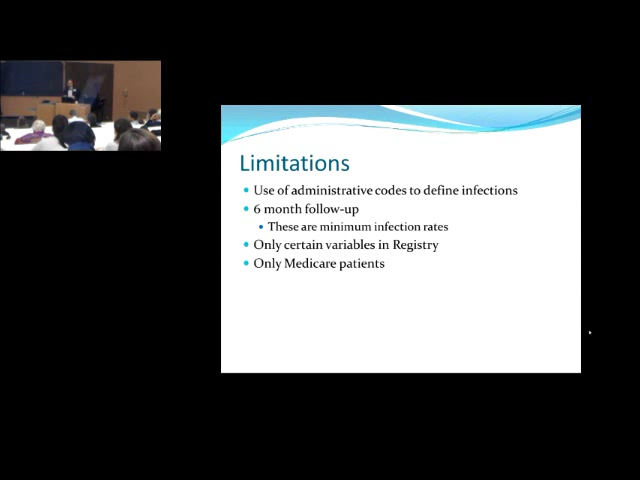 Limitations
Use of administrative codes to define infections
6 month follow-up
These are minimum infection rates
Only certain variables in Registry
Only Medicare patients